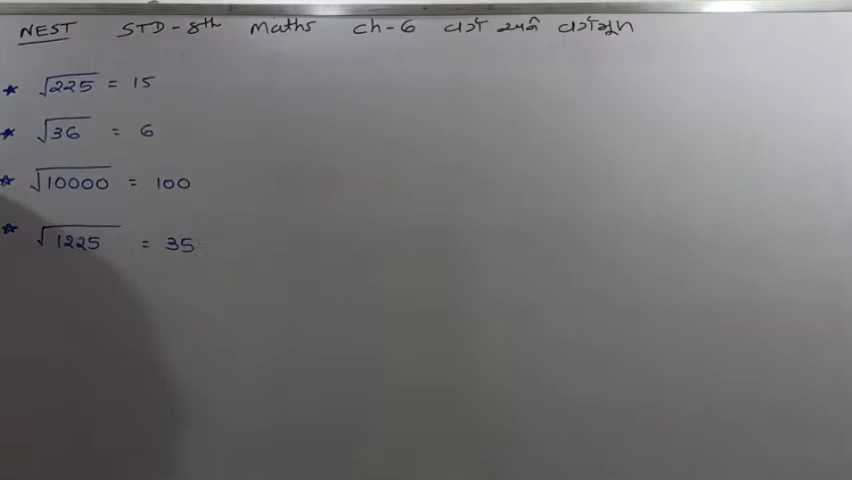 NEST STD-8th Maths Ch-6 વર્ગ અને વર્ગમૂળ
* √225 = 15
* √36 = 6
* √10000 = 100
* √1225 = 35